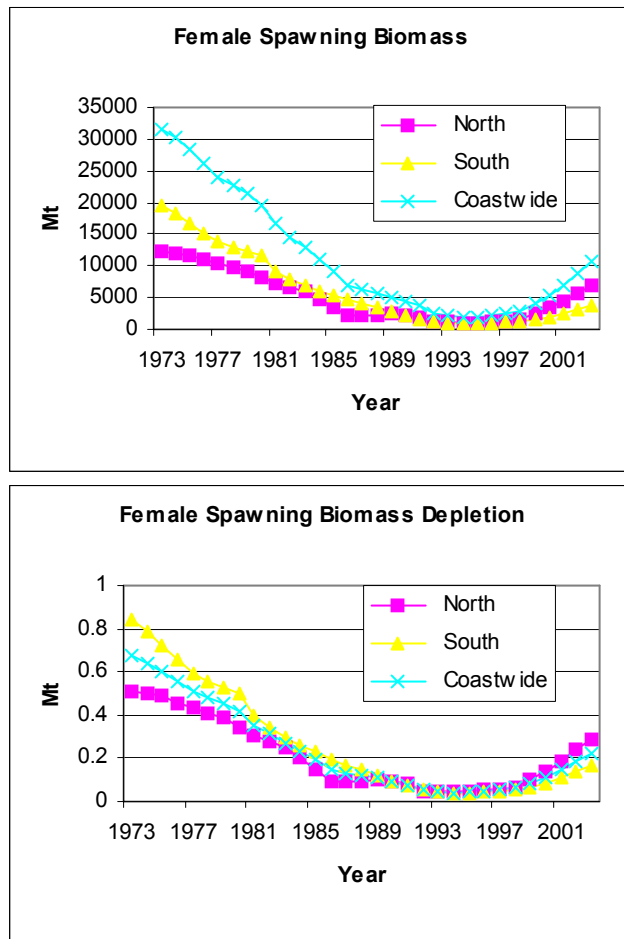 Female Spawning Biomass
35000
30000
25000
20000
15000
10000
5000
0
Mt
North
South
Coastwide
1973 1977 1981 1985 1989 1993 1997 2001
Year
Female Spawning Biomass Depletion
1
0.8
0.6
0.4
0.2
0
Mt
North
South
Coastwide
1973 1977 1981 1985 1989 1993 1997 2001
Year